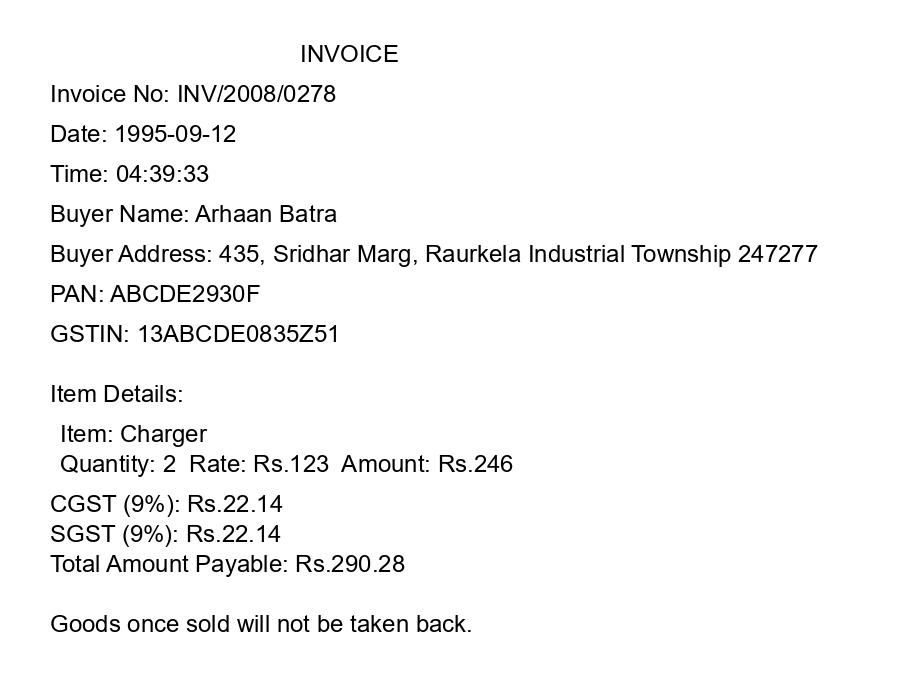 INVOICE
Invoice No: INV/2008/0278
Date: 1995-09-12
Time: 04:39:33
Buyer Name: Arhaan Batra
Buyer Address: 435, Sridhar Marg, Raurkela Industrial Township 247277
PAN: ABCDE2930F
GSTIN: 13ABCDE0835Z51
Item Details:
Item: Charger
Quantity: 2  Rate: Rs.123  Amount: Rs.246
CGST (9%): Rs.22.14
SGST (9%): Rs.22.14
Total Amount Payable: Rs.290.28
Goods once sold will not be taken back.